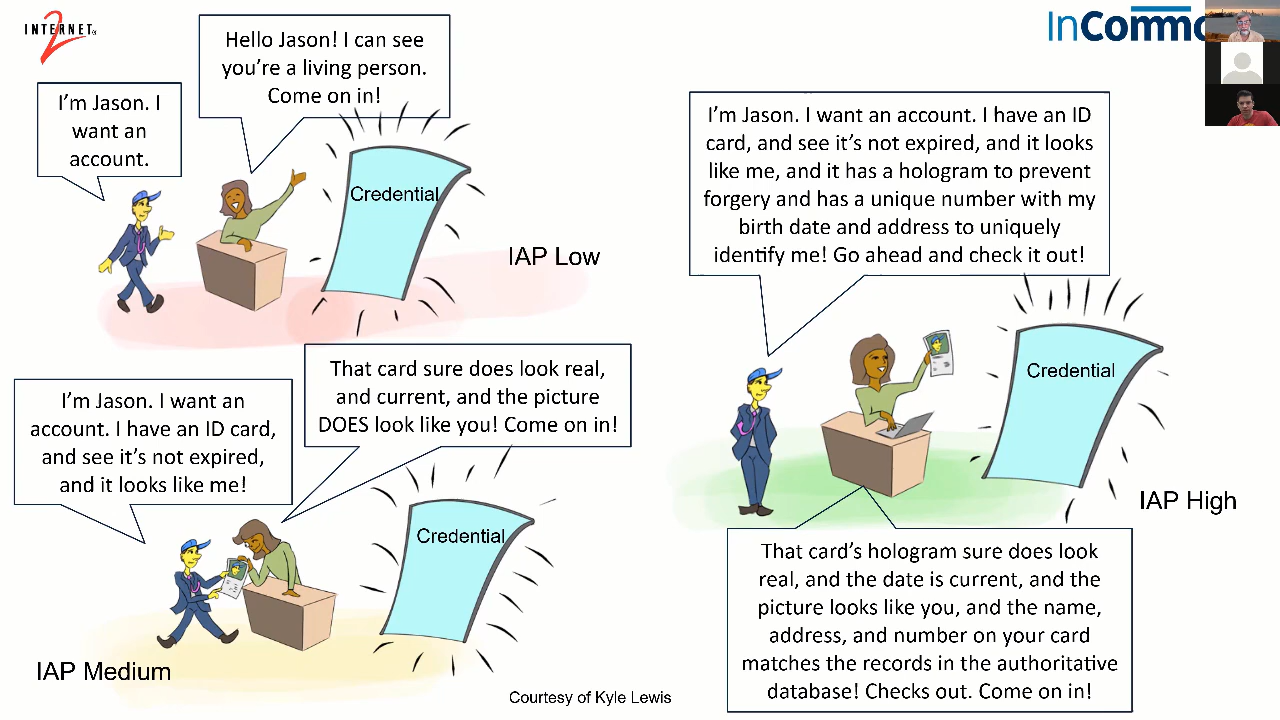 INTERNET
2
InCommo
Hello Jason! I can see
you're a living person.
Come on in!
I'm Jason. I
want an
account.
Credential
IAP Low
I'm Jason. I want an account. I have an ID
card, and see it's not expired, and it looks
like me, and it has a hologram to prevent
forgery and has a unique number with my
birth date and address to uniquely
identify me! Go ahead and check it out!
Credential
IAP High
That card sure does look real,
and current, and the picture
DOES look like you! Come on in!
I'm Jason. I want an
account. I have an ID card,
and see it's not expired,
and it looks like me!
Credential
IAP Medium
That card's hologram sure does look
real, and the date is current, and the
picture looks like you, and the name,
address, and number on your card
matches the records in the authoritative
database! Checks out. Come on in!
Courtesy of Kyle Lewis